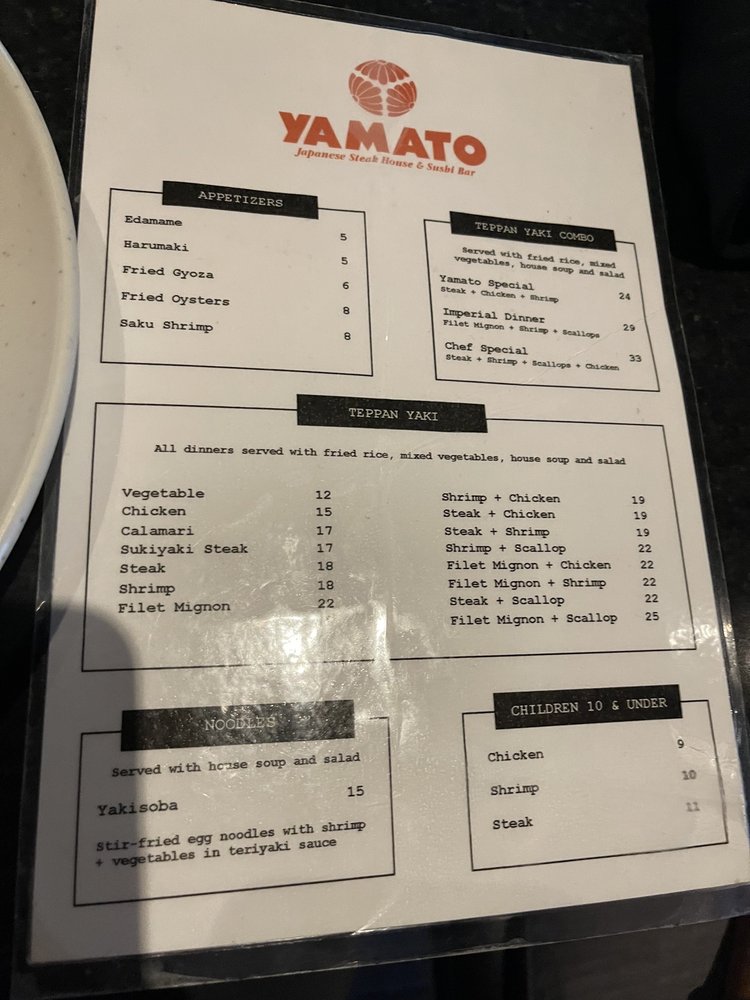 YAMATO
Japanese Steak House & Sushi Bar
APPETIZERS
Edamame 5
Harumaki 5
Fried Gyoza 6
Fried Oysters 8
Saku Shrimp 8
TEPPAN YAKI COMBO
Served with fried rice, mixed
vegetables, house soup and salad
Yamato Special 24
Steak + Chicken + Shrimp
Imperial Dinner 29
Filet Mignon + Shrimp + Scallops
Chef Special 33
Steak + Shrimp + Scallops + Chicken
TEPPAN YAKI
All dinners served with fried rice, mixed vegetables, house soup and salad
Vegetable 12
Chicken 15
Calamari 17
Sukiyaki Steak 17
Steak 18
Shrimp 18
Filet Mignon 22
Shrimp + Chicken 19
Steak + Chicken 19
Steak + Shrimp 19
Shrimp + Scallop 22
Filet Mignon + Chicken 22
Filet Mignon + Shrimp 22
Steak + Scallop 22
Filet Mignon + Scallop 25
NOODLES
Served with house soup and salad
Yakisoba 15
Stir-fried egg noodles with shrimp
+ vegetables in teriyaki sauce
CHILDREN 10 & UNDER
Chicken 9
Shrimp 10
Steak 11